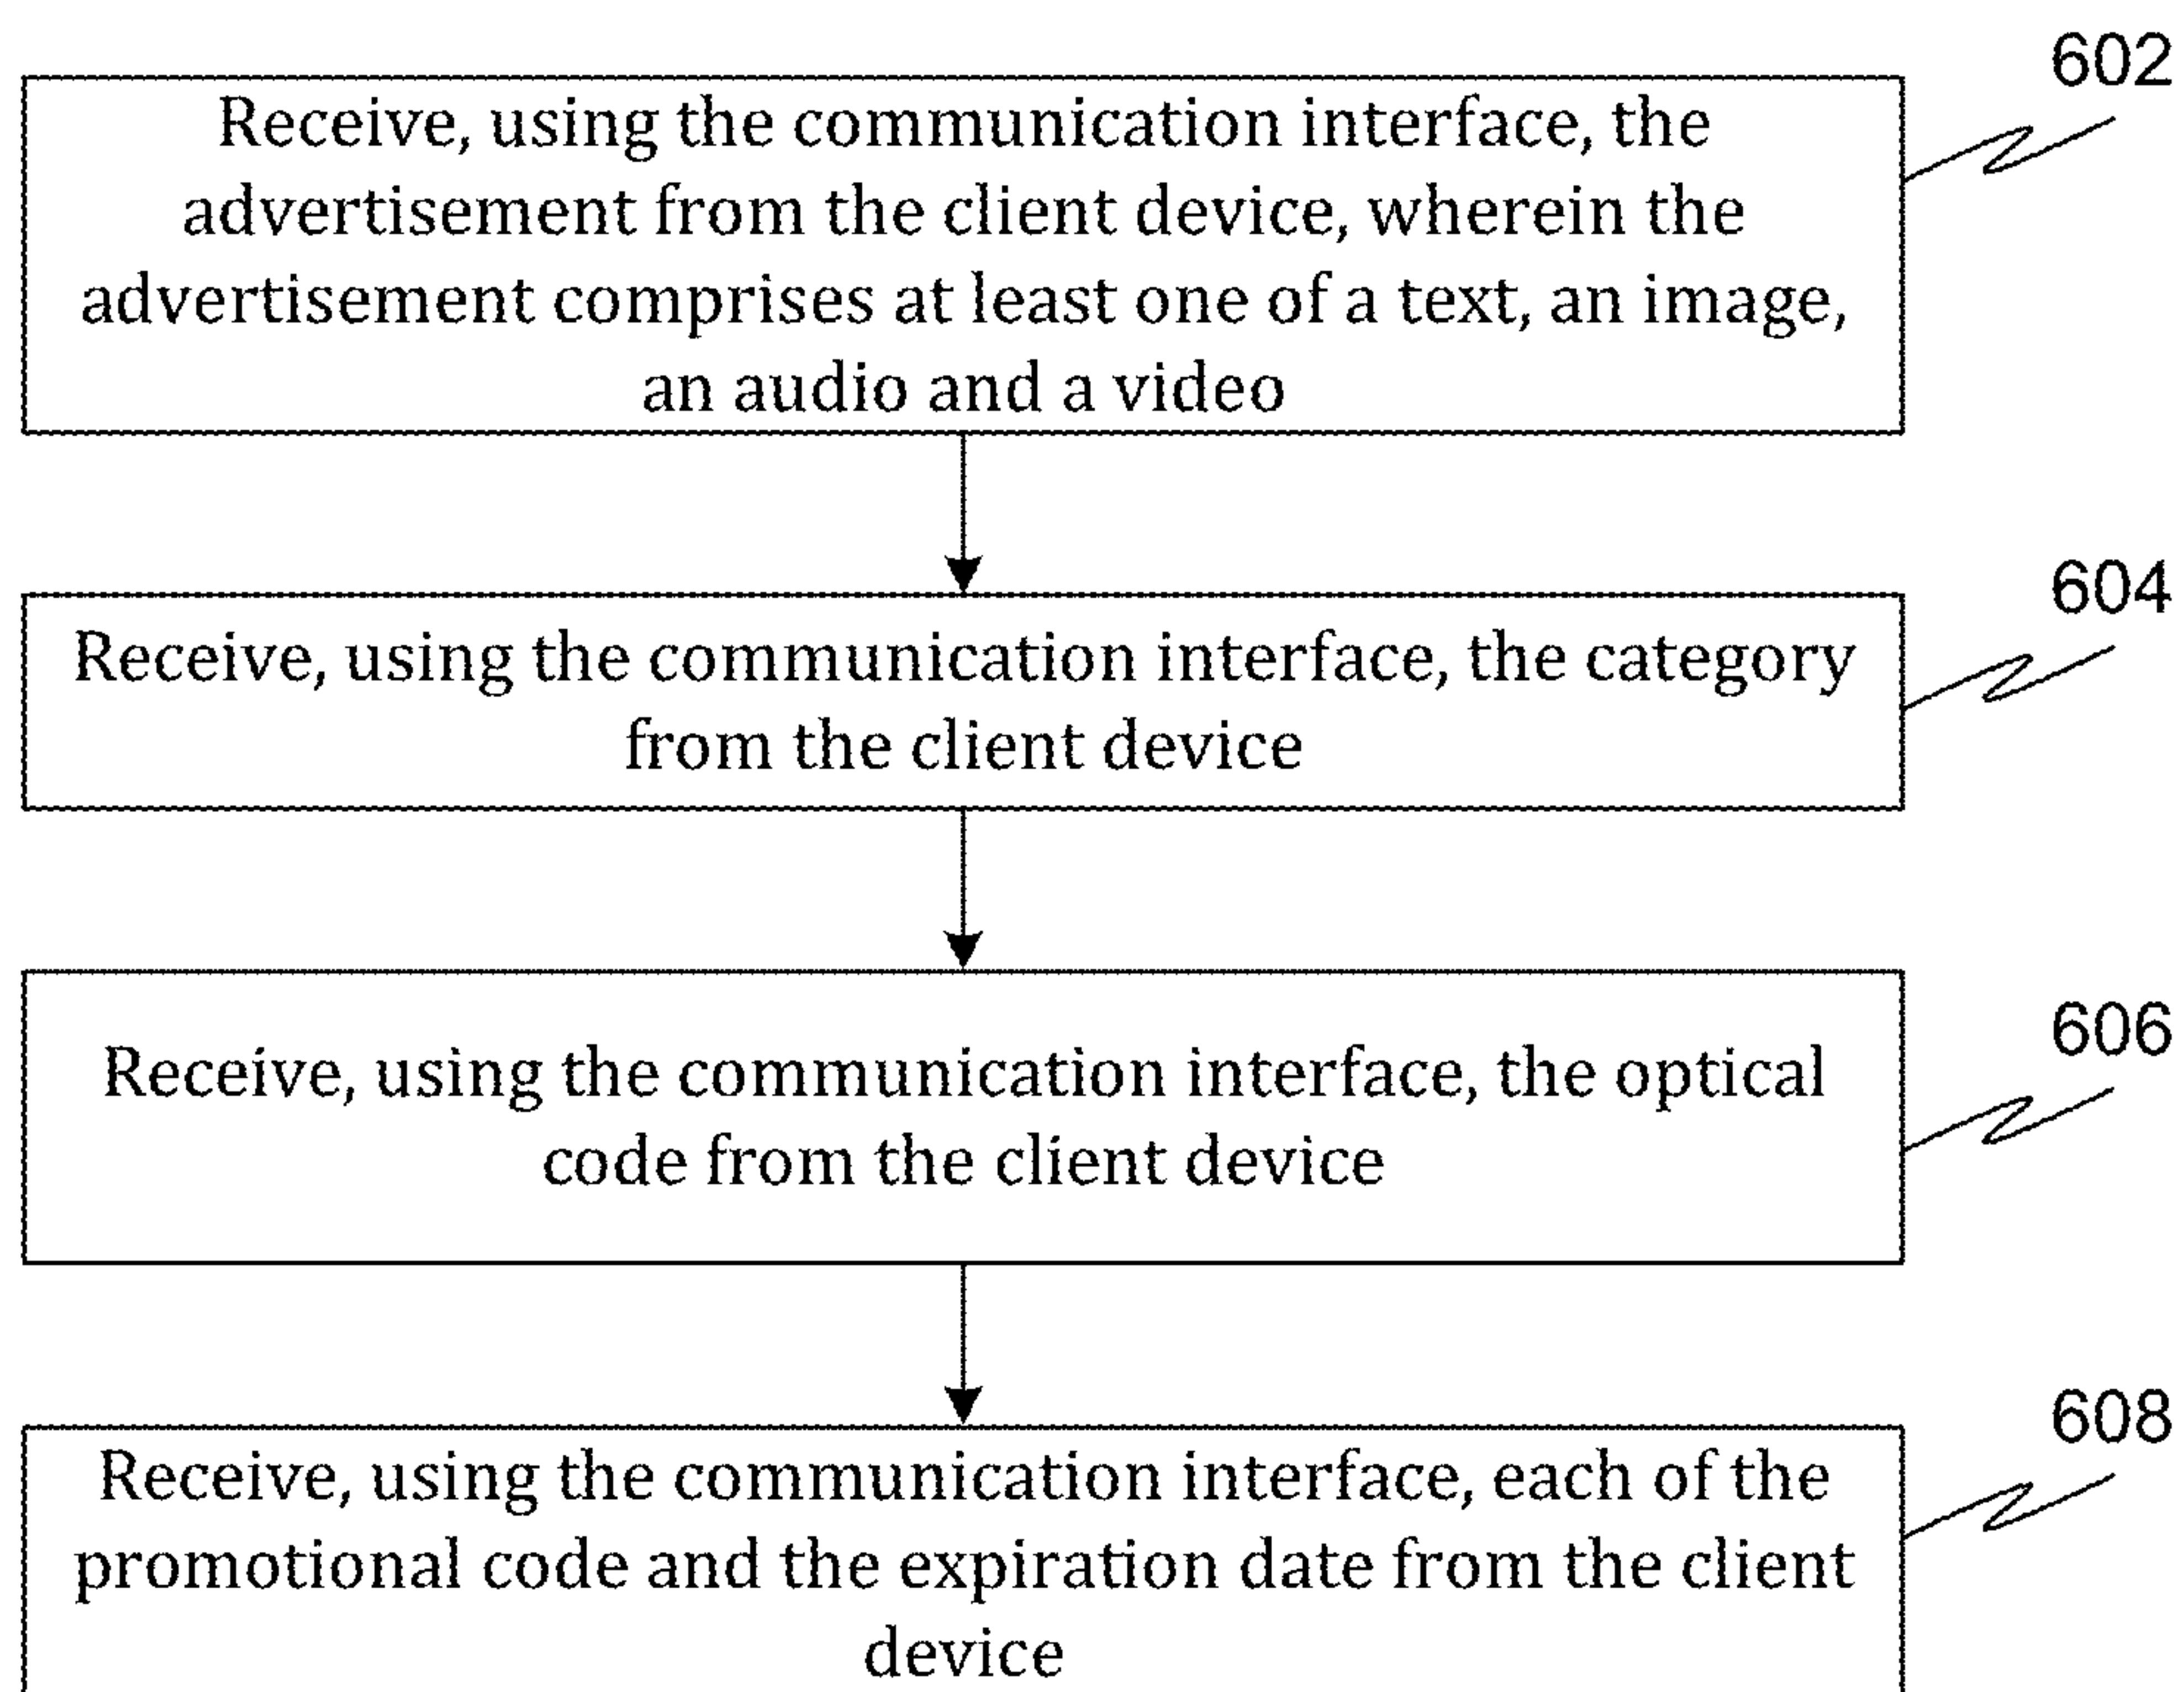 602
Receive, using the communication interface, the
advertisement from the client device, wherein the
advertisement comprises at least one of a text, an image,
an audio and a video
604
Receive, using the communication interface, the category
from the client device
606
Receive, using the communication interface, the optical
code from the client device
608
Receive, using the communication interface, each of the
promotional code and the expiration date from the client
device